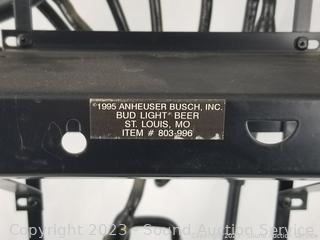 ©1995 ANHEUSER BUSCH, INC.
BUD LIGHT® BEER
ST. LOUIS, MO
ITEM # 803-996
Copyright 2023 - Sound Auction Service